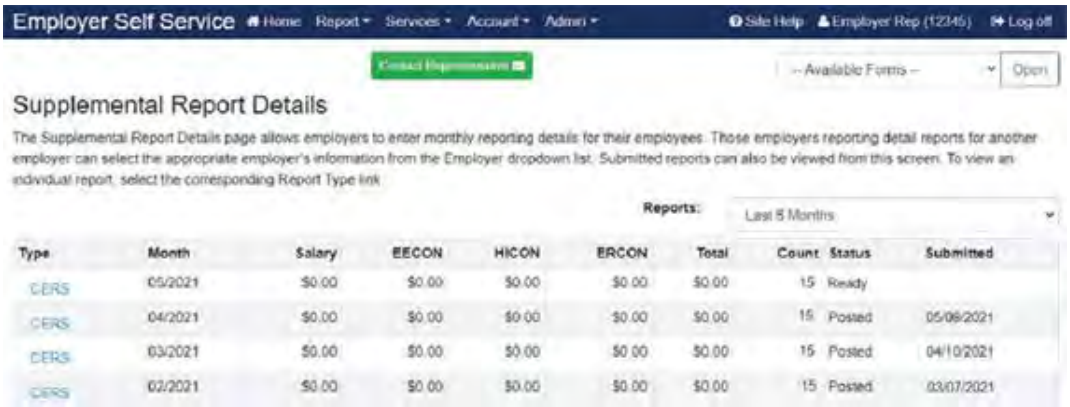 Employer Self Service Home Report Services Account Admin Site Help Employer Rep (12345) Log off
Contact Representative -- Available Forms -- Open
Supplemental Report Details
The Supplemental Report Details page allows employers to enter monthly reporting details for their employees. Those employers reporting detail reports for another
employer can select the appropriate employer's information from the Employer dropdown list. Submitted reports can also be viewed from this screen. To view an
individual report, select the corresponding Report Type link
Reports: Last 6 Months
Type Month Salary EECON HICON ERCON Total Count Status Submitted
CERS 05/2021 $0.00 $0.00 $0.00 $0.00 $0.00 15 Ready
CERS 04/2021 $0.00 $0.00 $0.00 $0.00 $0.00 15 Posted
CERS 03/2021 $0.00 $0.00 $0.00 $0.00 $0.00 15 Posted 04/10/2021
CERS 02/2021 $0.00 $0.00 $0.00 $0.00 $0.00 15 Posted 03/07/2021